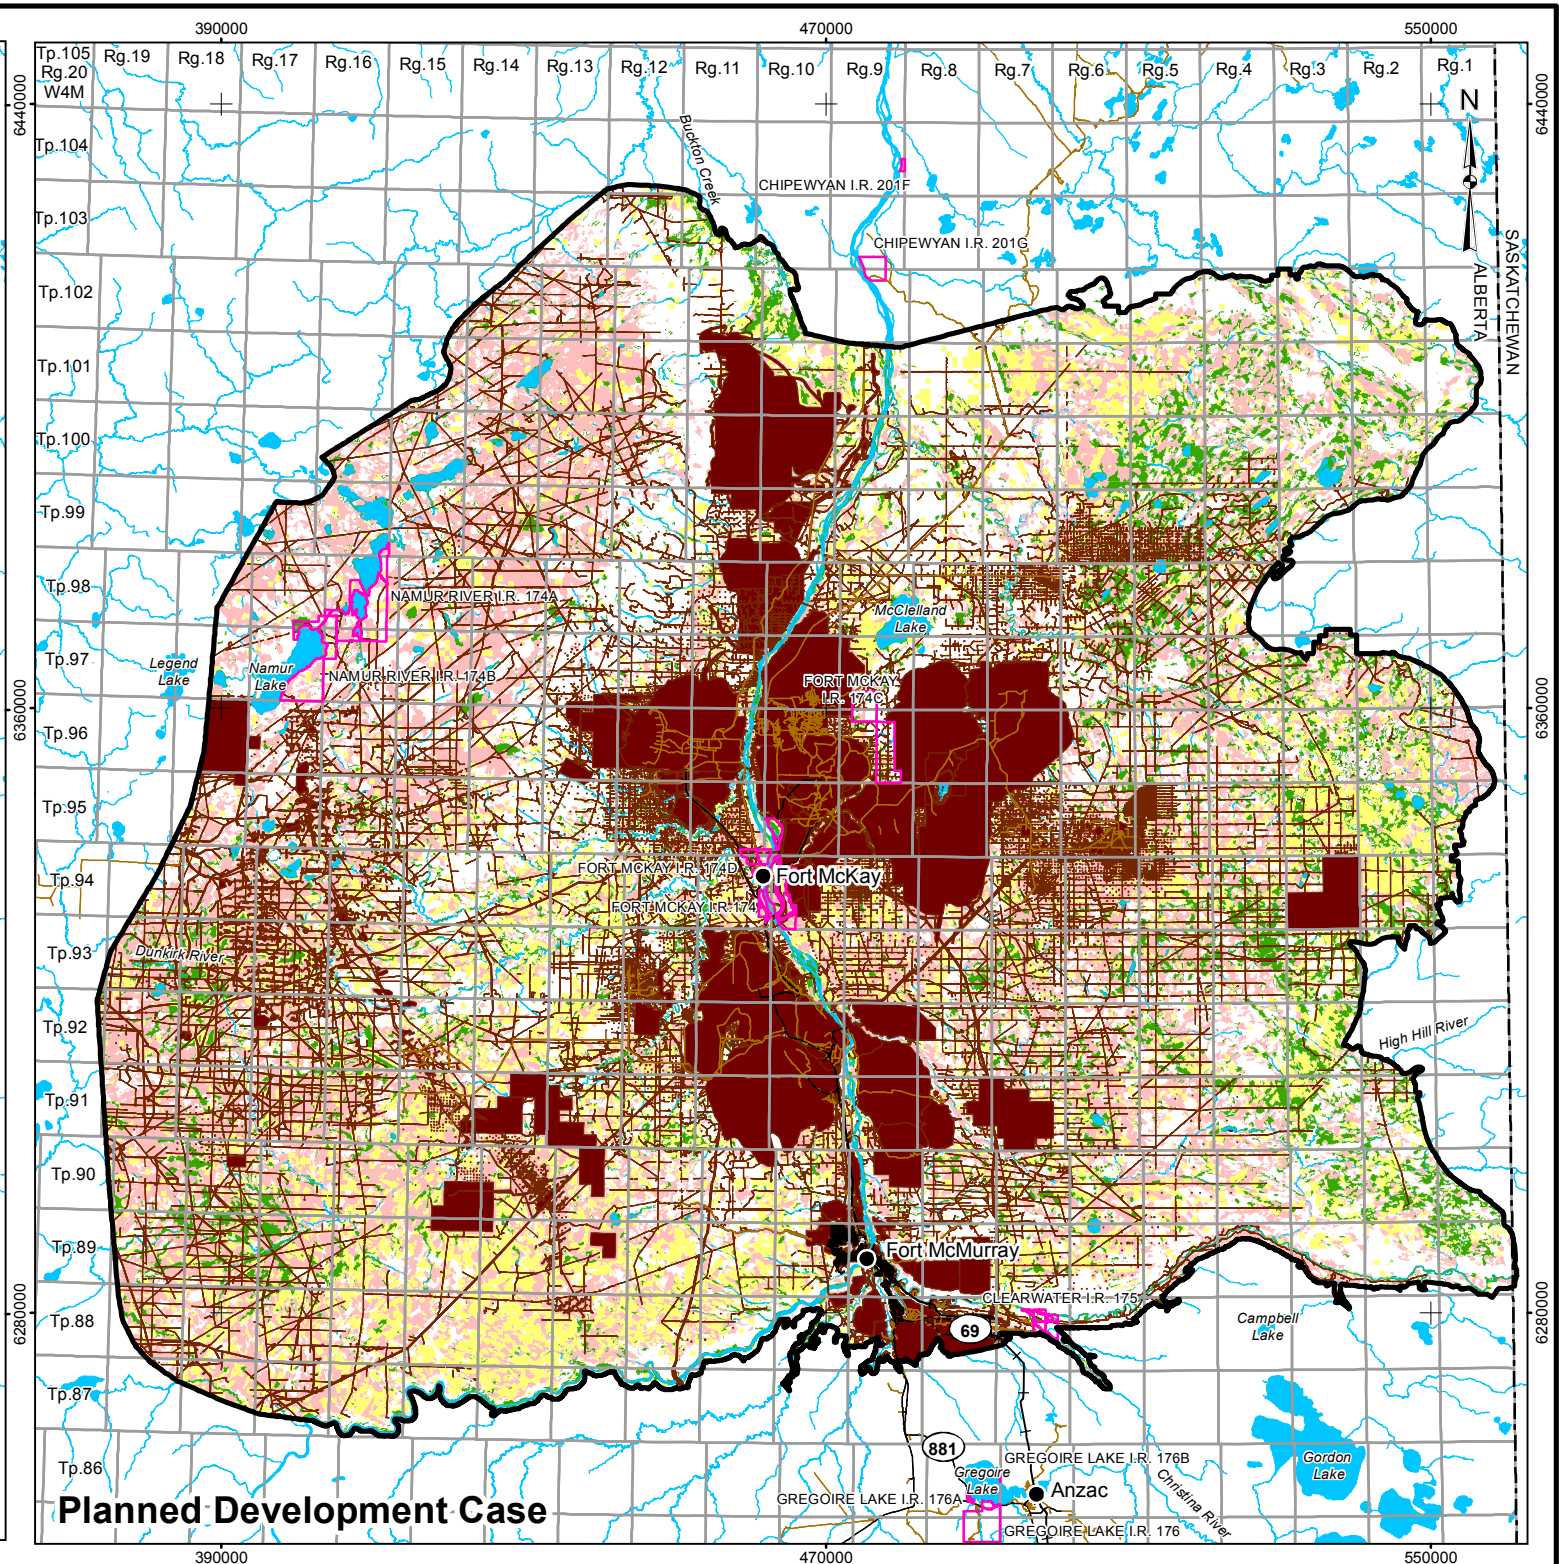 390000
470000
550000
Tp.105
Rg.20
W4M
Rg.19
Rg.18
Rg.17
Rg.16
Rg.15
Rg.14
Rg.13
Rg.12
Rg.11
Rg.10
Rg.9
Rg.8
Rg.7
Rg.6
Rg.5
Rg.4
Rg.3
Rg.2
Rg.1
6440000
6440000
N
Tp.104
Buckton Creek
CHIPEWYAN I.R. 201F
Tp.103
CHIPEWYAN I.R. 201G
SASKATCHEWAN
ALBERTA
Tp.102
Tp.101
Tp.100
Tp.99
Tp.98
NAMUR RIVER I.R. 174A
McClelland
Lake
Tp.97
Legend
Lake
Namur
Lake
NAMUR RIVER I.R. 174B
FORT MCKAY
I.R. 174C
6360000
6360000
Tp.96
Tp.95
Tp.94
FORT MCKAY I.R. 174D
Fort McKay
FORT MCKAY I.R.174
Tp.93
Dunkirk River
Tp.92
High Hill River
Tp.91
Tp.90
Tp.89
Fort McMurray
CLEARWATER I.R. 175
6280000
6280000
Tp.88
69
Campbell
Lake
Tp.87
881
Tp.86
GREGOIRE LAKE I.R. 176B
Gregoire
Lake
Gordon
Lake
Christina River
GREGOIRE LAKE I.R. 176A
Anzac
Planned Development Case
GREGOIRE LAKE I.R. 176
390000
470000
550000